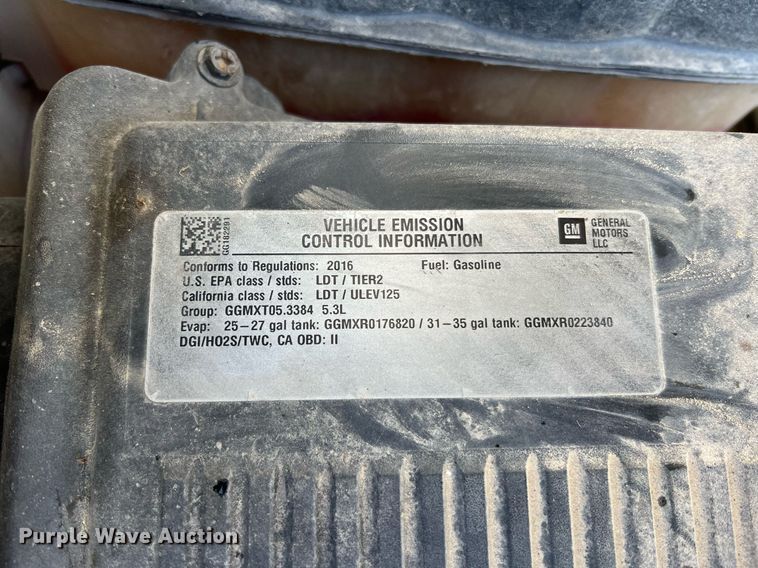 GG182291
VEHICLE EMISSION
CONTROL INFORMATION
GM
GENERAL
MOTORS
LLC
Conforms to Regulations: 2016 Fuel: Gasoline
U.S. EPA class / stds: LDT / TIER2
California class / stds: LDT / ULEV125
Group: GGMXT05.3384 5.3L
Evap: 25-27 gal tank: GGMXR0176820 / 31-35 gal tank: GGMXR0223840
DGI/HO2S/TWC, CA OBD: II
Purple Wave Auction